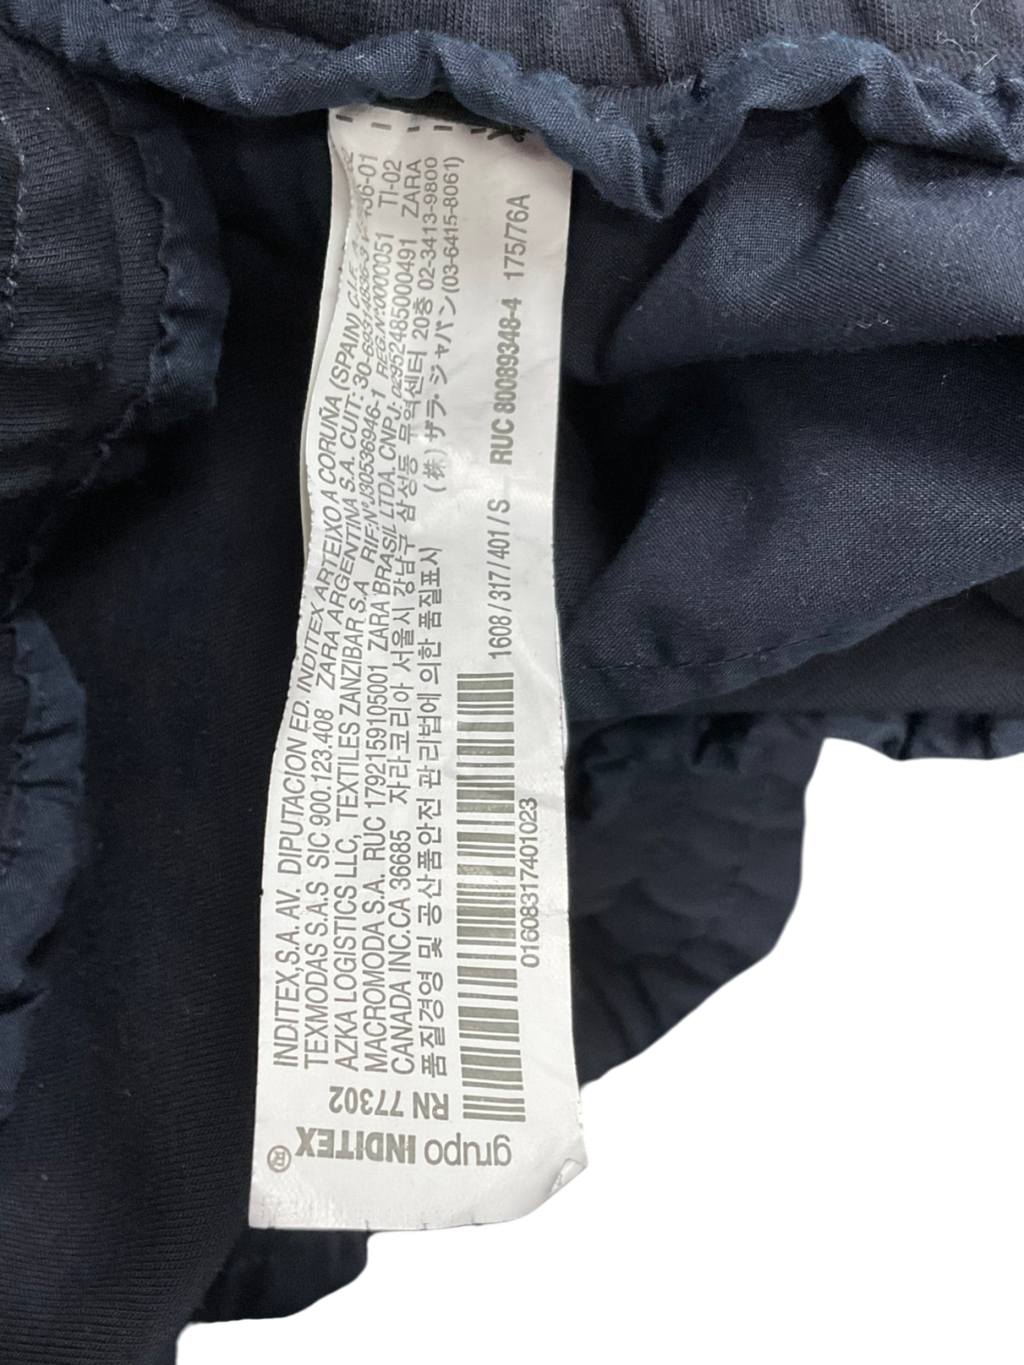 INDITEX,S.A. AV. DIPUTACION ED. INDITEX ARTEIXO A CORUÑA (SPAIN) C.I.F.
TEXMODAS S.A.S SIC 900.123.408 ZARA ARGENTINA S.A. CUIT: 30-
AZKA LOGISTICS LLC, TEXTILES ZANZIBAR S.A RIF:NºJ30536946-1 REG.Nº:0000051 TI-02
MACROMODA S.A. RUC 1792159105001 ZARA BRASIL LTDA. CNPJ: 02952485000491 ZARA
CANADA INC.CA 36685 자라코리아 서울시 강남구 삼성동 무역센터 20층 02-3413-9800
품질경영 및 공산품안전 관리법에 의한 품질표시 (株)ザラ・ジャパン(03-6415-8061)
1608/317/401/S RUC 80089348-4 175/76A
01608317401023
RN 77302
grupo INDITEX